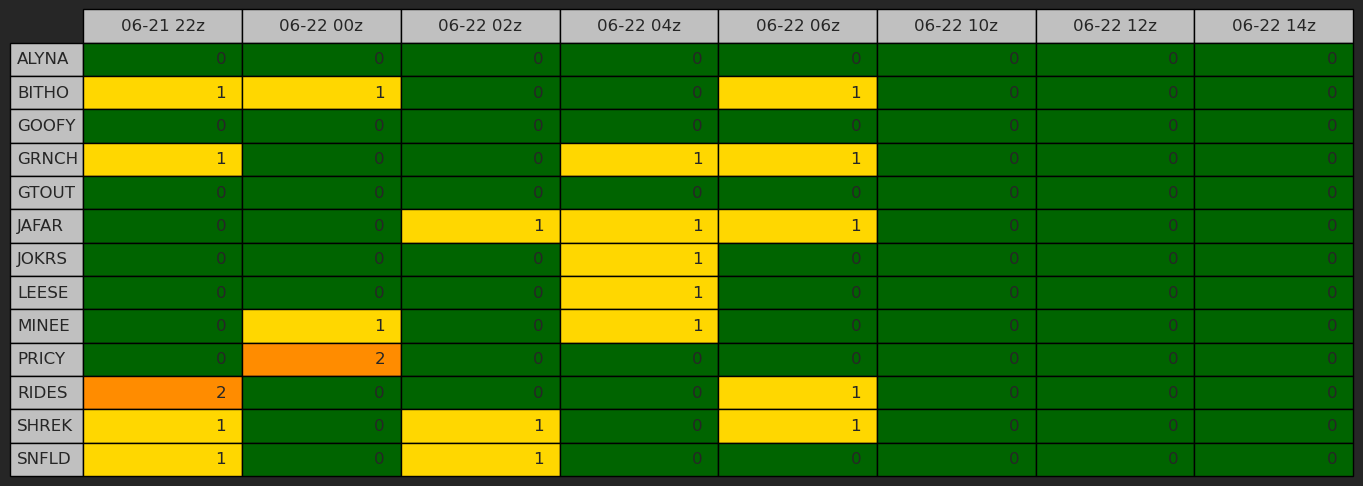 06-21 22z 06-22 00z 06-22 02z 06-22 04z 06-22 06z 06-22 10z 06-22 12z 06-22 14z
ALYNA 0 0 0 0 0 0 0 0
BITHO 1 1 0 0 1 0 0 0
GOOFY 0 0 0 0 0 0 0 0
GRNCH 1 0 0 1 1 0 0 0
GTOUT 0 0 0 0 0 0 0 0
JAFAR 0 0 1 1 1 0 0 0
JOKRS 0 0 0 1 0 0 0 0
LEESE 0 0 0 1 0 0 0 0
MINEE 0 1 0 1 0 0 0 0
PRICY 0 2 0 0 0 0 0 0
RIDES 2 0 0 0 1 0 0 0
SHREK 1 0 1 0 1 0 0 0
SNFLD 1 0 1 0 0 0 0 0